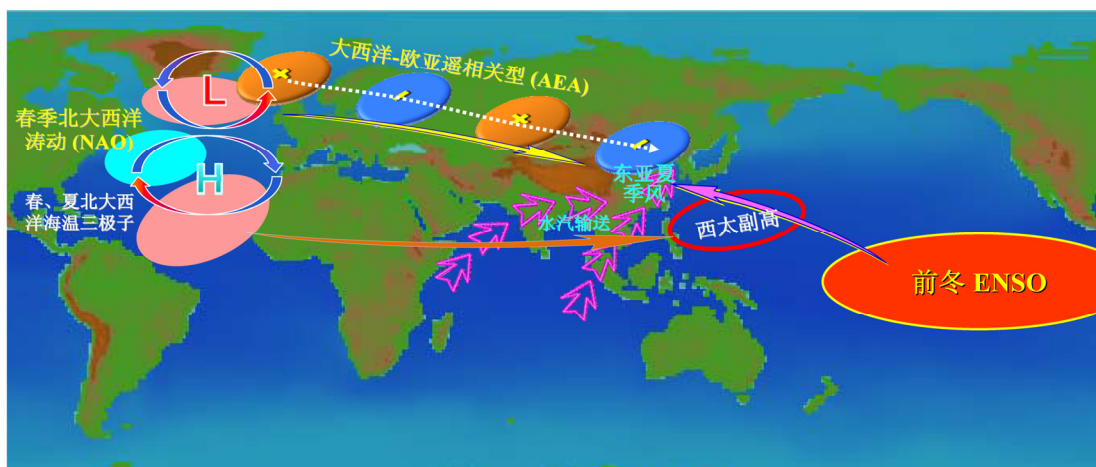 大西洋-欧亚遥相关型 (AEA)
L
春季北大西洋
涛动 (NAO)
H
春、夏北大西
洋海温三极子
东亚夏
季风
水汽输送
西太副高
前冬 ENSO